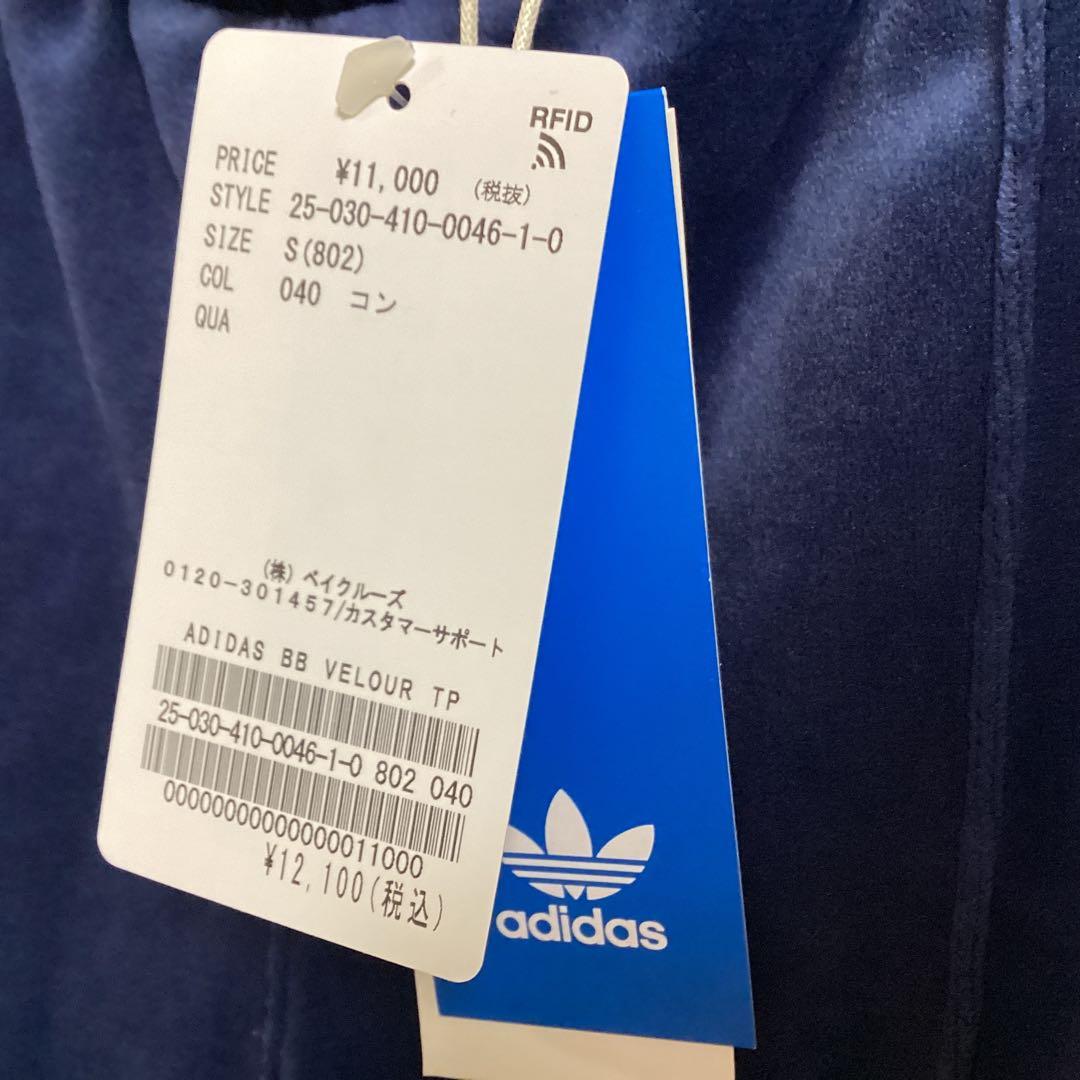 RFID
PRICE ¥11,000 (税抜)
STYLE 25-030-410-0046-1-0
SIZE S(802)
COL 040 コン
QUA
(株) ベイクルーズ
0120-301457/カスタマーサポート
ADIDAS BB VELOUR TP
25-030-410-0046-1-0 802 040
0000000000000011000
¥12,100(税込)
adidas